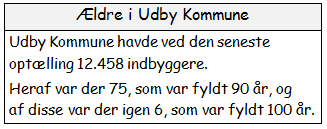 Ældre i Udby Kommune
Udby Kommune havde ved den seneste
optælling 12.458 indbyggere.
Heraf var der 75, som var fyldt 90 år, og
af disse var der igen 6, som var fyldt 100 år.